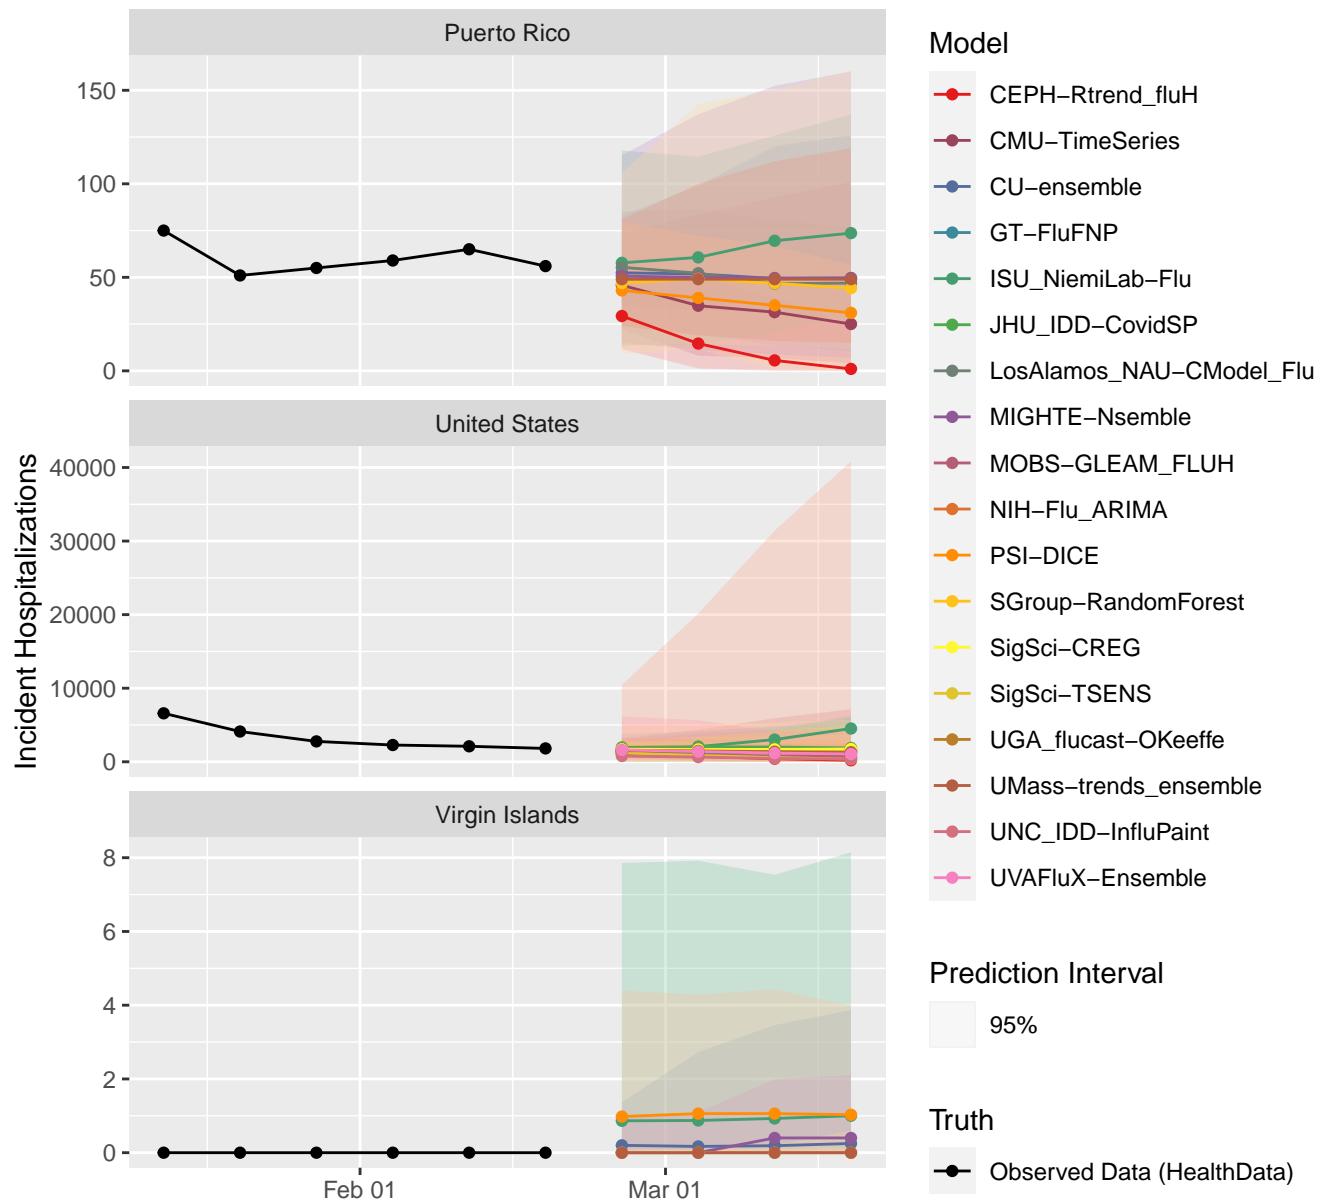 Puerto Rico
150
100
50
0
United States
40000
30000
20000
10000
0
Virgin Islands
8
6
4
2
0
Feb 01
Mar 01
Incident Hospitalizations
Model
CEPH−Rtrend_fluH
CMU−TimeSeries
CU−ensemble
GT−FluFNP
ISU_NiemiLab−Flu
JHU_IDD−CovidSP
LosAlamos_NAU−CModel_Flu
MIGHTE−Nsemble
MOBS−GLEAM_FLUH
NIH−Flu_ARIMA
PSI−DICE
SGroup−RandomForest
SigSci−CREG
SigSci−TSENS
UGA_flucast−OKeeffe
UMass−trends_ensemble
UNC_IDD−InfluPaint
UVAFluX−Ensemble
Prediction Interval
95%
Truth
Observed Data (HealthData)